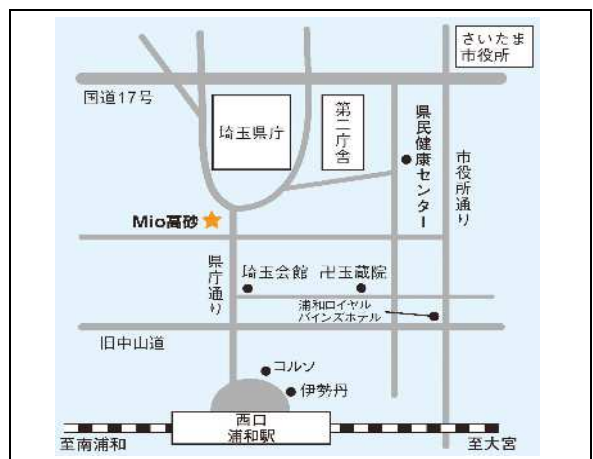 さいたま
市役所
国道17号
埼玉県庁
第二庁舎
県民健康センター
市役所通り
Mio高砂
県庁通り
埼玉会館
卍玉蔵院
浦和ロイヤル
パインズホテル
旧中山道
コルソ
伊勢丹
西口
浦和駅
至南浦和
至大宮